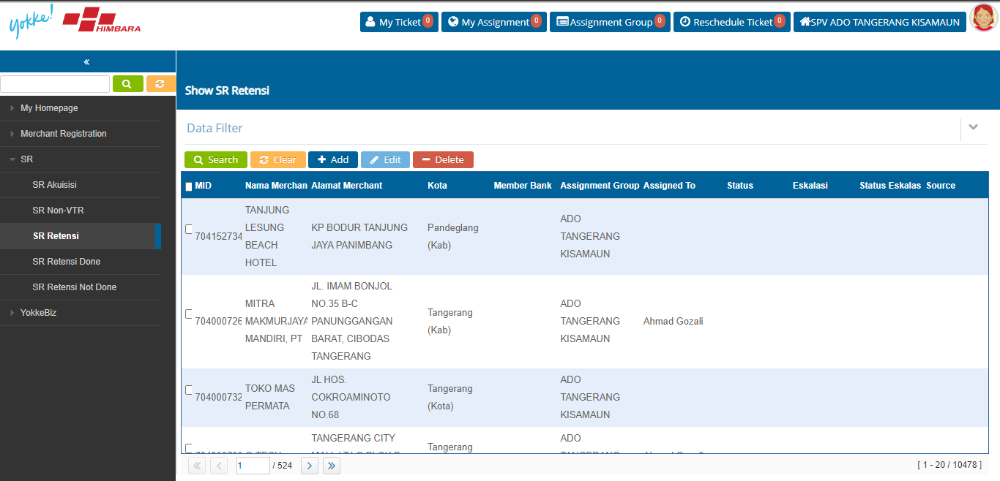 yokke!
HIMBARA
My Ticket 0
My Assignment 0
Assignment Group 0
Reschedule Ticket 0
SPV ADO TANGERANG KISAMAUN
«
My Homepage
Merchant Registration
SR
SR Akuisisi
SR Non-VTR
SR Retensi
SR Retensi Done
SR Retensi Not Done
YokkeBiz
Show SR Retensi
Data Filter
Search
Clear
Add
Edit
Delete
MID Nama Merchan Alamat Merchant Kota Member Bank Assignment Group Assigned To Status Eskalasi Status Eskalas Source
704152734
TANJUNG
LESUNG
BEACH
HOTEL
KP BODUR TANJUNG
JAYA PANIMBANG
Pandeglang
(Kab)
ADO
TANGERANG
KISAMAUN
704000726
MITRA
MAKMURJAYA
MANDIRI, PT
JL. IMAM BONJOL
NO.35 B-C
PANUNGGANGAN
BARAT, CIBODAS
TANGERANG
Tangerang
(Kab)
ADO
TANGERANG
KISAMAUN
Ahmad Gozali
704000732
TOKO MAS
PERMATA
JL HOS.
COKROAMINOTO
NO.68
Tangerang
(Kota)
ADO
TANGERANG
KISAMAUN
TANGERANG CITY
Tangerang
ADO
1 / 524
[ 1 - 20 / 10478 ]